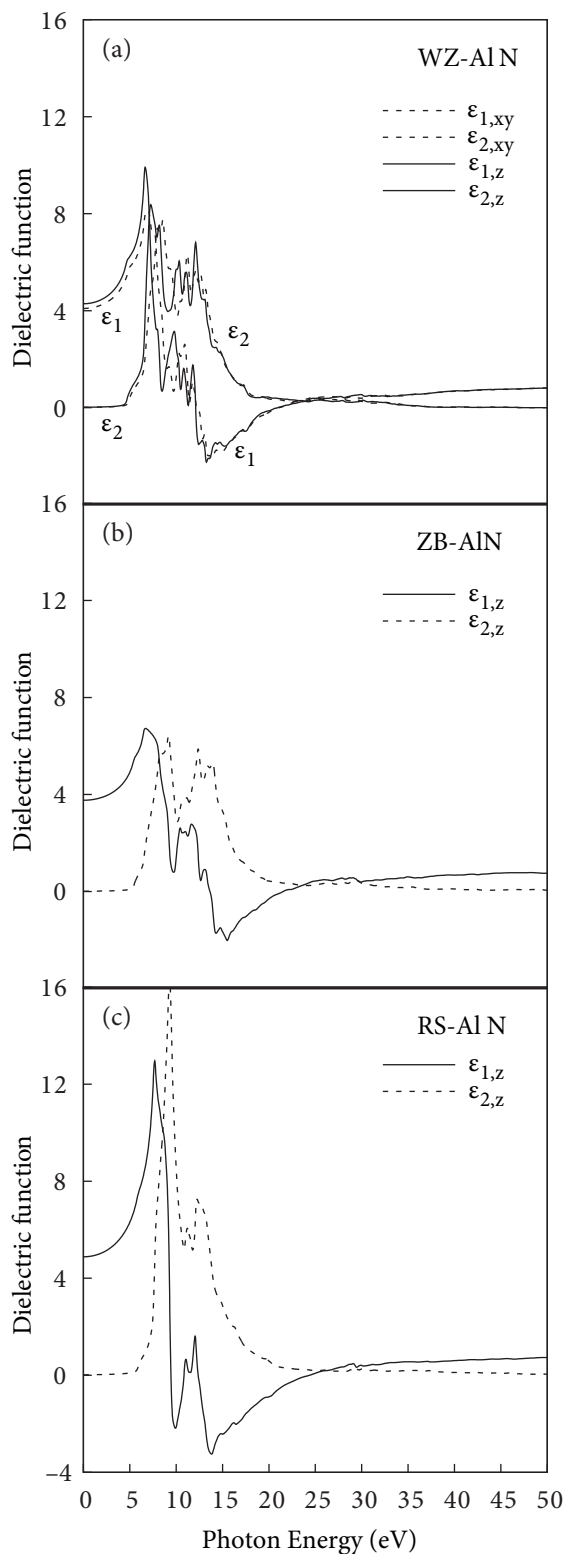 16
(a)
WZ-Al N
12
ε1,xy
ε2,xy
ε1,z
ε2,z
8
Dielectric function
4
ε1
ε2
0
ε2
ε1
16
(b)
ZB-AlN
12
ε1,z
ε2,z
8
Dielectric function
4
0
16
(c)
RS-Al N
ε1,z
12
ε2,z
8
Dielectric function
4
0
−4
0 5 10 15 20 25 30 35 40 45 50
Photon Energy (eV)